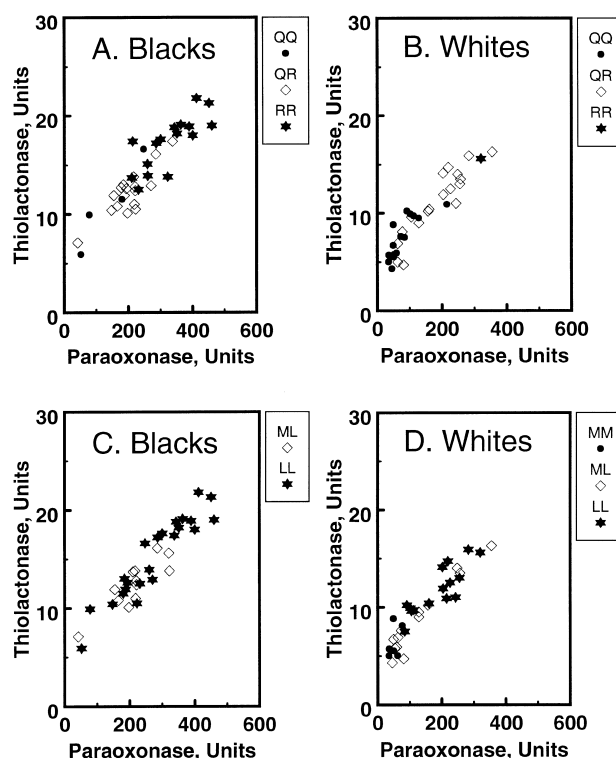 A. Blacks
Thiolactonase, Units
30
20
10
0
0 200 400 600
Paraoxonase, Units
QQ
QR
RR
B. Whites
Thiolactonase, Units
30
20
10
0
0 200 400 600
Paraoxonase, Units
QQ
QR
RR
C. Blacks
Thiolactonase, Units
30
20
10
0
0 200 400 600
Paraoxonase, Units
ML
LL
D. Whites
Thiolactonase, Units
30
20
10
0
0 200 400 600
Paraoxonase, Units
MM
ML
LL